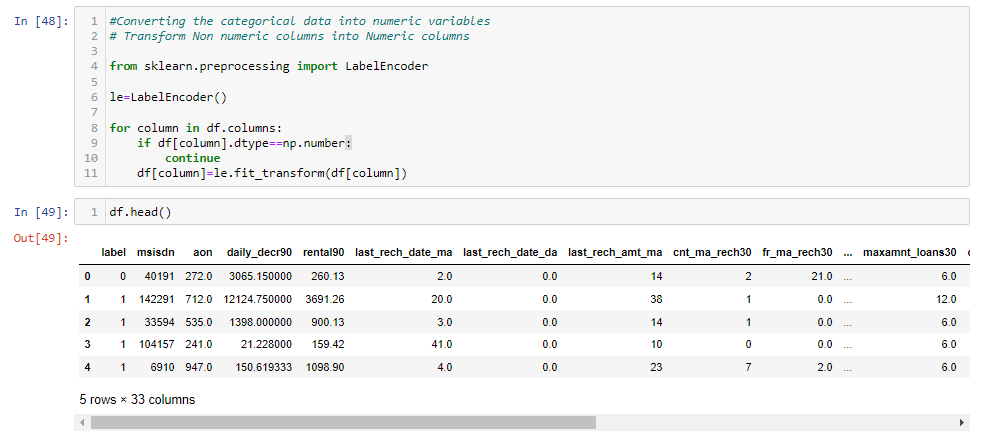 In [48]:
1 #Converting the categorical data into numeric variables
2 # Transform Non numeric columns into Numeric columns
3
4 from sklearn.preprocessing import LabelEncoder
5
6 le=LabelEncoder()
7
8 for column in df.columns:
9     if df[column].dtype==np.number:
10         continue
11     df[column]=le.fit_transform(df[column])
In [49]:
1 df.head()
Out[49]:
label msisdn aon daily_decr90 rental90 last_rech_date_ma last_rech_date_da last_rech_amt_ma cnt_ma_rech30 fr_ma_rech30 ... maxamnt_loans30
0 0 40191 272.0 3065.150000 260.13 2.0 0.0 14 2 21.0 ... 6.0
1 1 142291 712.0 12124.750000 3691.26 20.0 0.0 38 1 0.0 ... 12.0
2 1 33594 535.0 1398.000000 900.13 3.0 0.0 14 1 0.0 ... 6.0
3 1 104157 241.0 21.228000 159.42 41.0 0.0 10 0 0.0 ... 6.0
4 1 6910 947.0 150.619333 1098.90 4.0 0.0 23 7 2.0 ... 6.0
5 rows × 33 columns